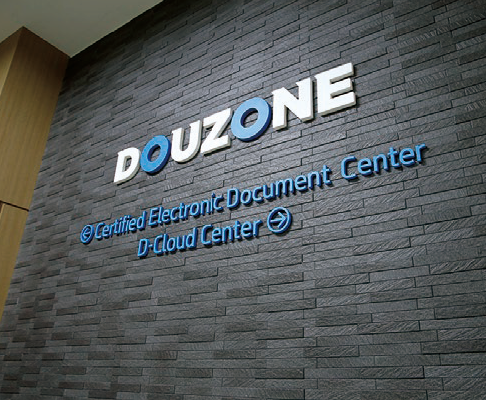 DOUZONE
← Certified Electronic Document Center
D-Cloud Center →